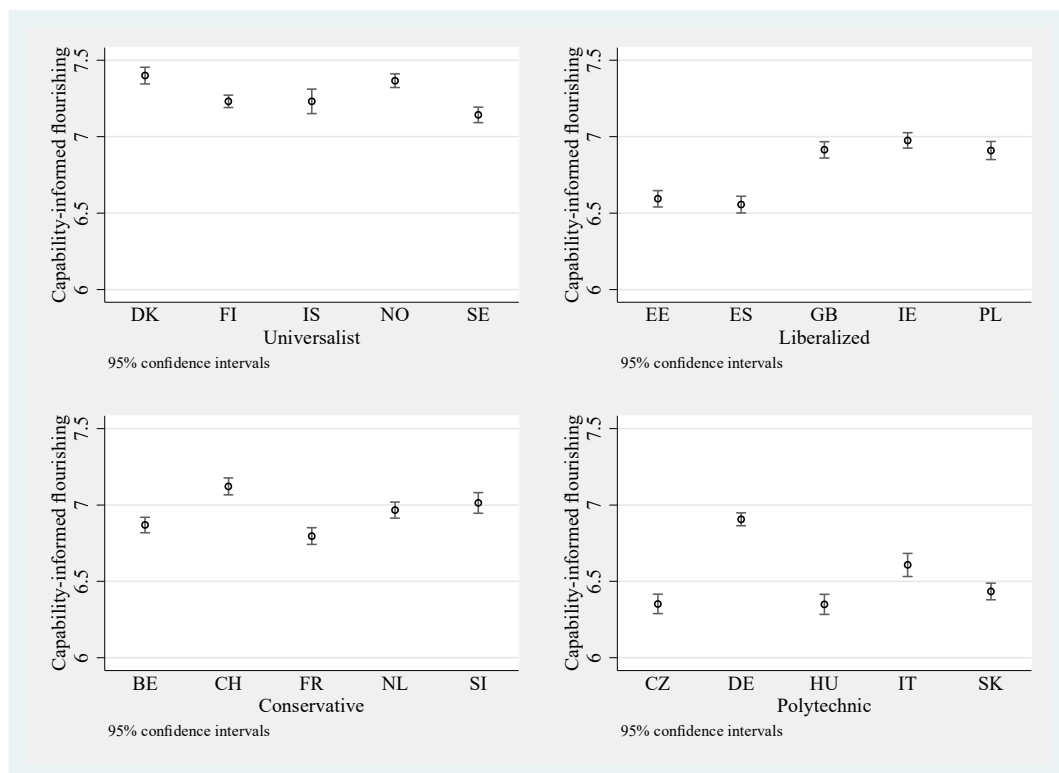 Capability-informed flourishing
7.5
7
6.5
6
DK FI IS NO SE
Universalist
95% confidence intervals
Capability-informed flourishing
7.5
7
6.5
6
EE ES GB IE PL
Liberalized
95% confidence intervals
Capability-informed flourishing
7.5
7
6.5
6
BE CH FR NL SI
Conservative
95% confidence intervals
Capability-informed flourishing
7.5
7
6.5
6
CZ DE HU IT SK
Polytechnic
95% confidence intervals